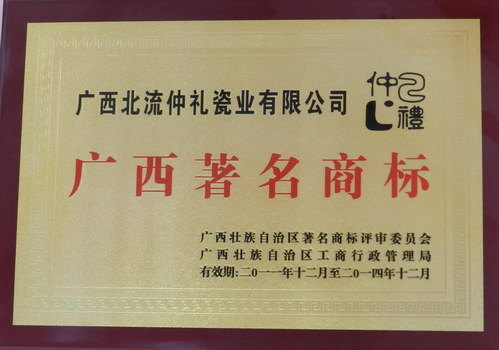 广西北流仲礼瓷业有限公司
仲礼
广西著名商标
广西壮族自治区著名商标评审委员会
广西壮族自治区工商行政管理局
有效期:二〇一一年十二月至二〇一四年十二月